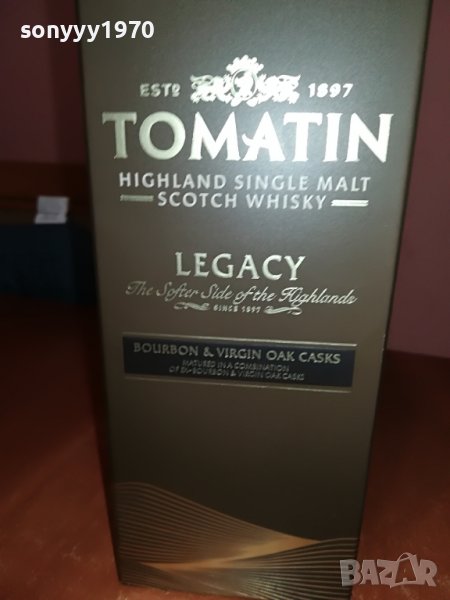 sonyyy1970
ESTD 1897
TOMATIN
HIGHLAND SINGLE MALT
SCOTCH WHISKY
LEGACY
The Softer Side of the Highlands
SINCE 1897
BOURBON & VIRGIN OAK CASKS
MATURED IN A COMBINATION
OF EX-BOURBON & VIRGIN OAK CASKS
BAZAR